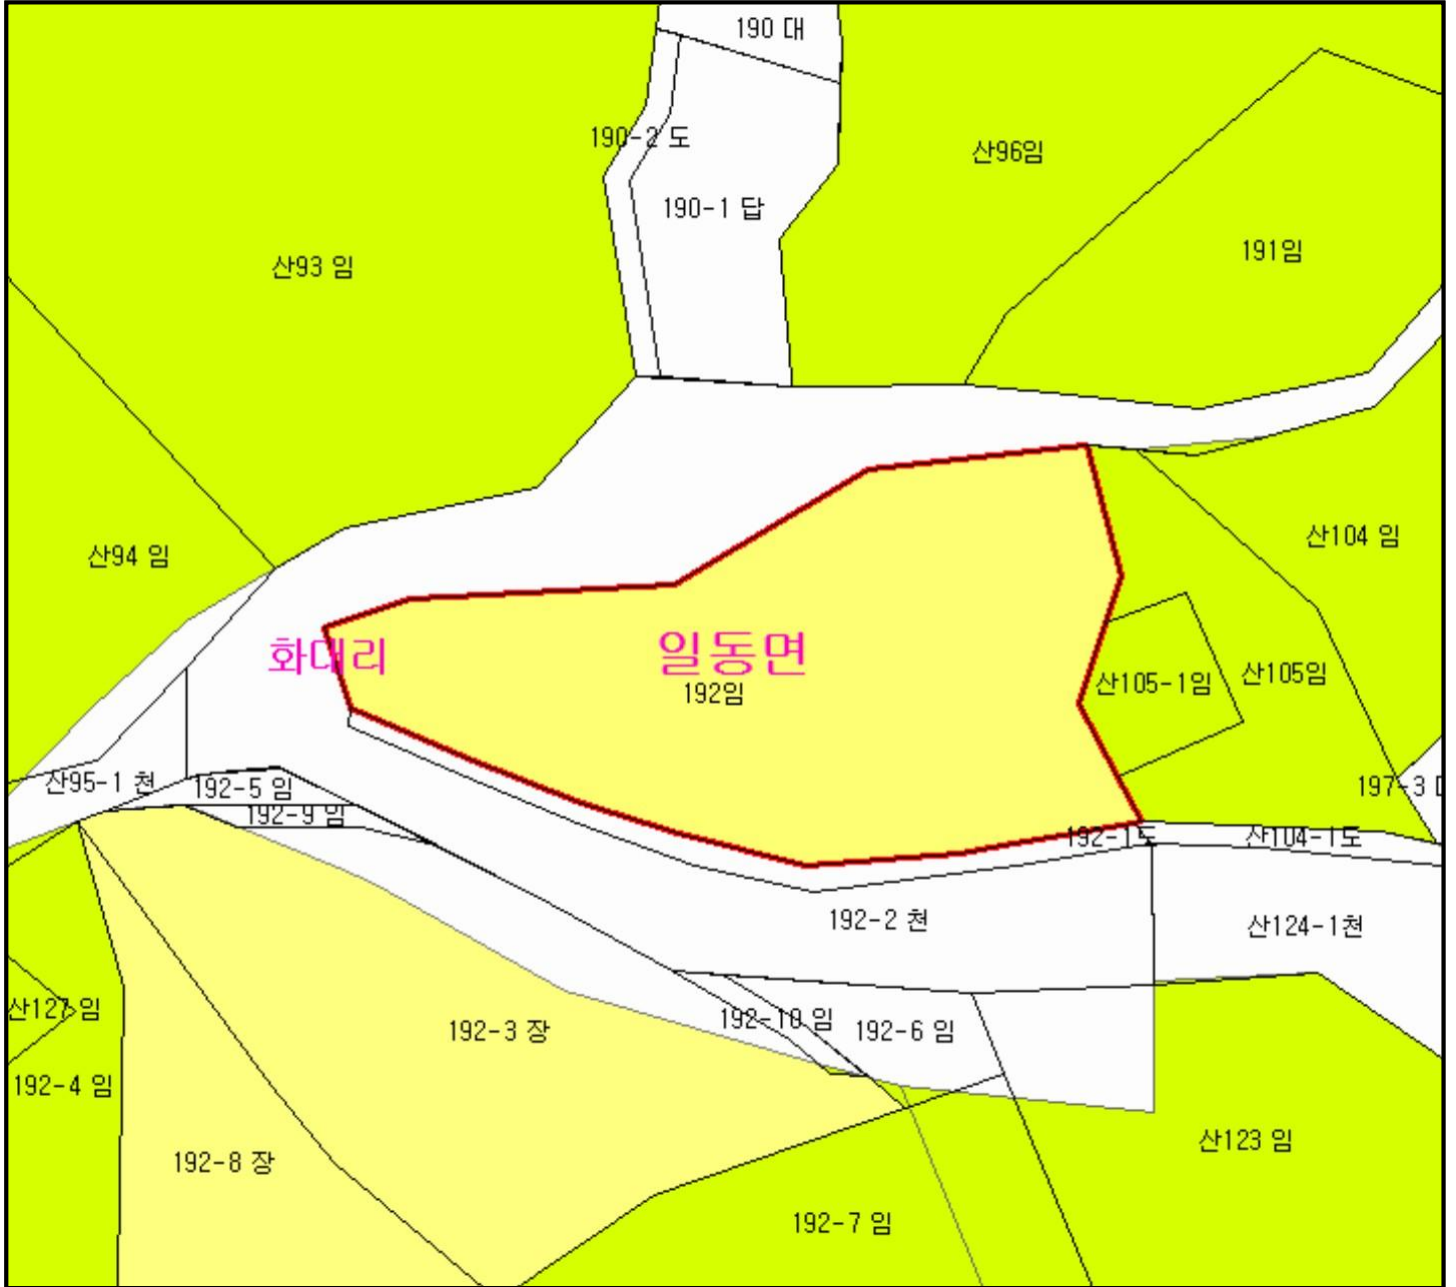 190 대
190-2 도
산96임
190-1 답
191임
산93 임
산104 임
산94 임
화대리
일동면
산105임
산105-1임
192임
산95-1 천
192-5 임
197-3
192-9 임
192-1도
산104-1도
192-2 천
산124-1천
산127 임
192-3 장
192-10 임
192-6 임
192-4 임
산123 임
192-8 장
192-7 임